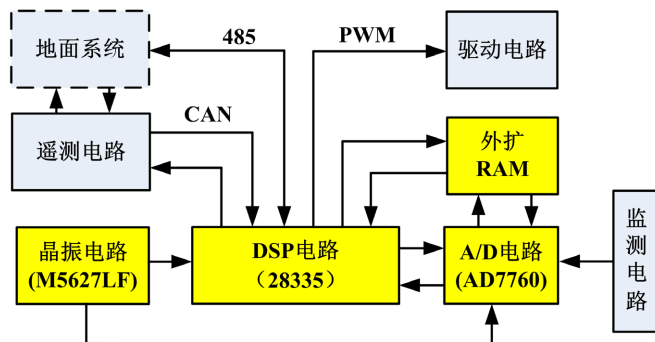 地面系统
485
PWM
驱动电路
CAN
遥测电路
外扩
RAM
晶振电路
(M5627LF)
DSP电路
（28335）
A/D电路
(AD7760)
监测电路